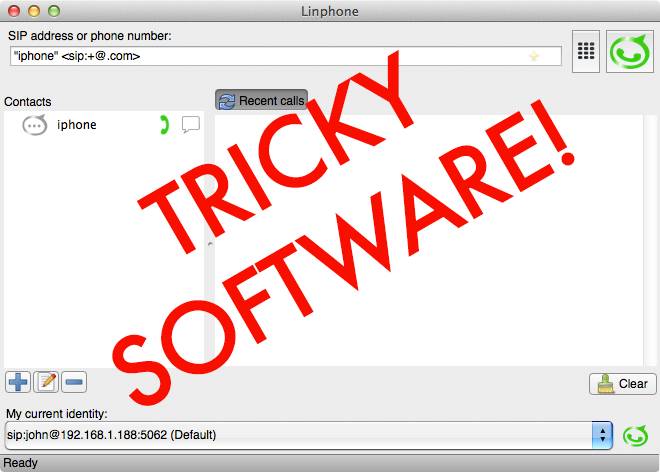 Linphone
SIP address or phone number:
"iphone" <sip:+@.com>
Contacts
Recent calls
iphone
TRICKY
SOFTWARE!
Clear
My current identity:
sip:john@192.168.1.188:5062 (Default)
Ready